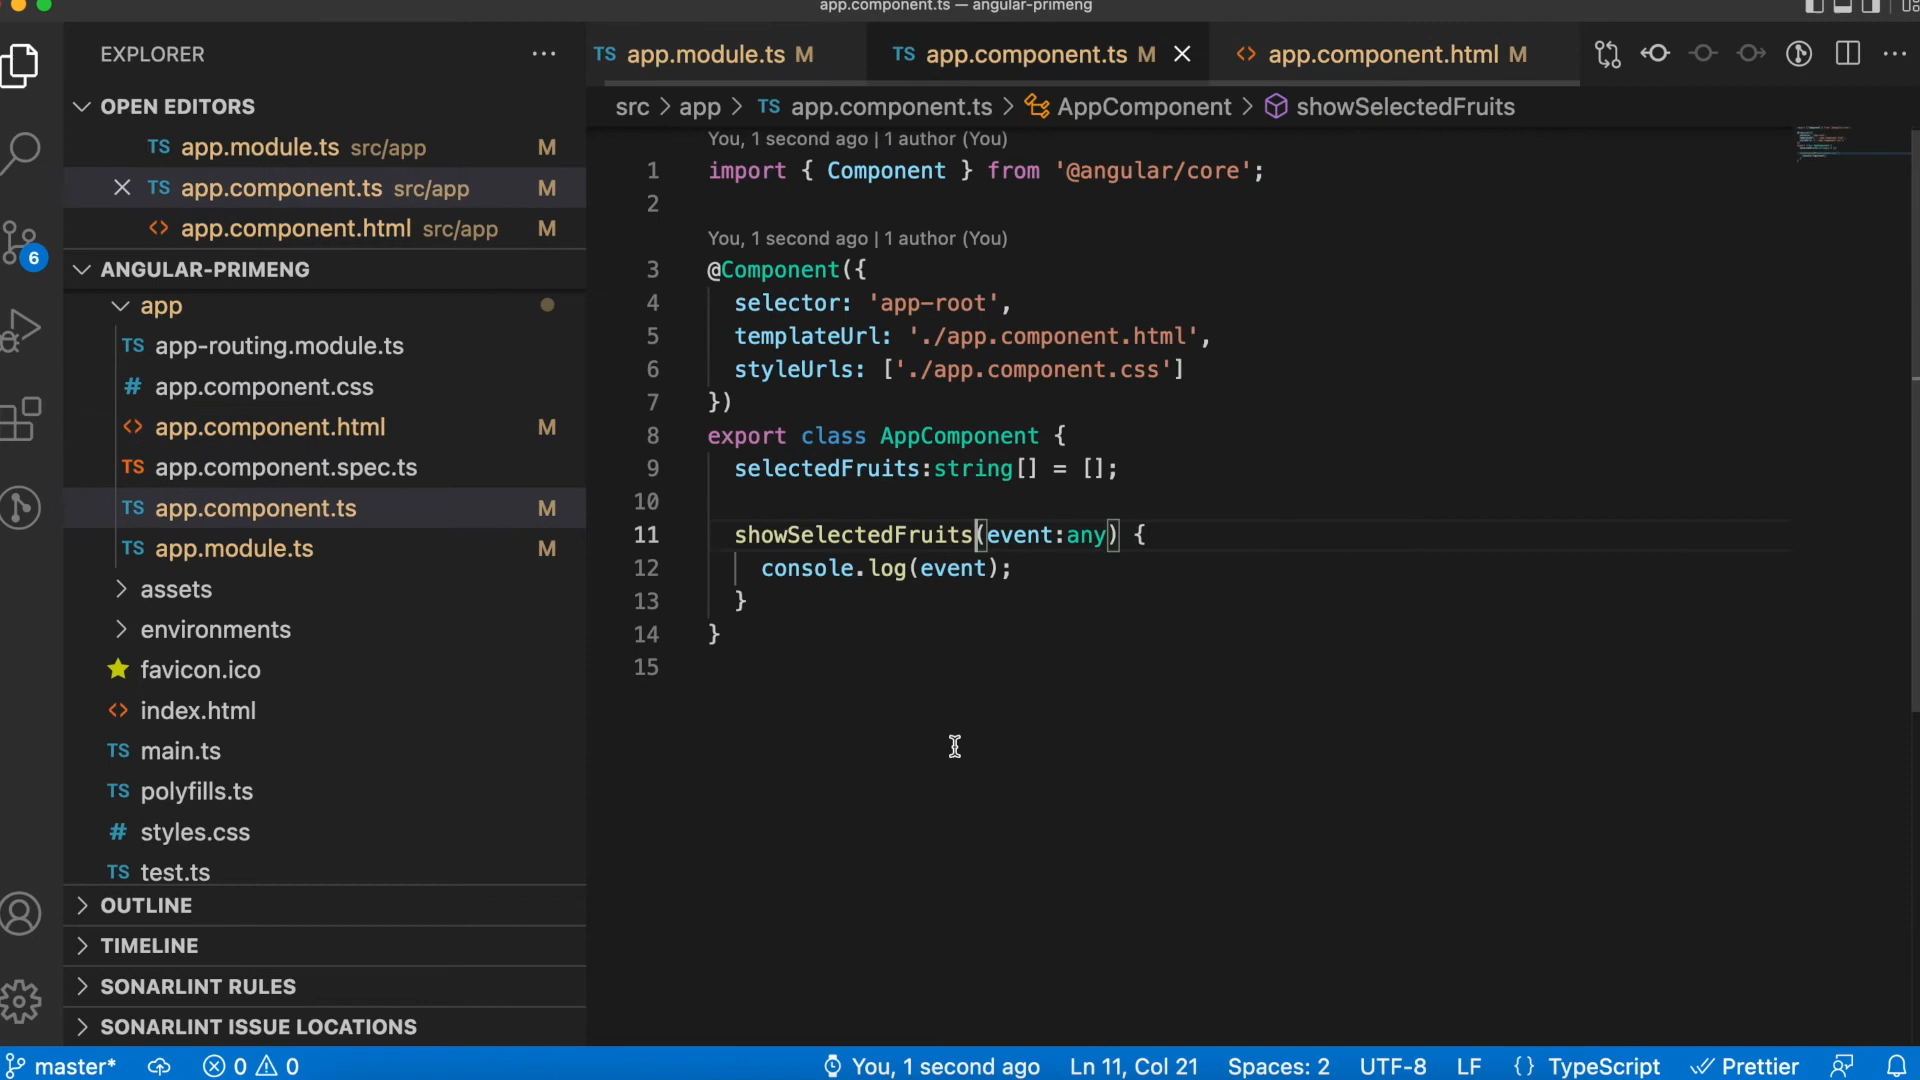 app.component.ts — angular-primeng
EXPLORER
OPEN EDITORS
TS app.module.ts src/app M
TS app.component.ts src/app M
<> app.component.html src/app M
ANGULAR-PRIMENG
app
TS app-routing.module.ts
# app.component.css
<> app.component.html M
TS app.component.spec.ts
TS app.component.ts M
TS app.module.ts M
assets
environments
favicon.ico
<> index.html
TS main.ts
TS polyfills.ts
# styles.css
TS test.ts
OUTLINE
TIMELINE
SONARLINT RULES
SONARLINT ISSUE LOCATIONS
6
TS app.module.ts M
TS app.component.ts M
<> app.component.html M
src > app > TS app.component.ts > AppComponent > showSelectedFruits
You, 1 second ago | 1 author (You)
1 import { Component } from '@angular/core';
2
You, 1 second ago | 1 author (You)
3 @Component({
4 selector: 'app-root',
5 templateUrl: './app.component.html',
6 styleUrls: ['./app.component.css']
7 })
8 export class AppComponent {
9 selectedFruits:string[] = [];
10
11 showSelectedFruits(event:any) {
12 console.log(event);
13 }
14 }
15
master* 0 0 You, 1 second ago Ln 11, Col 21 Spaces: 2 UTF-8 LF {} TypeScript Prettier